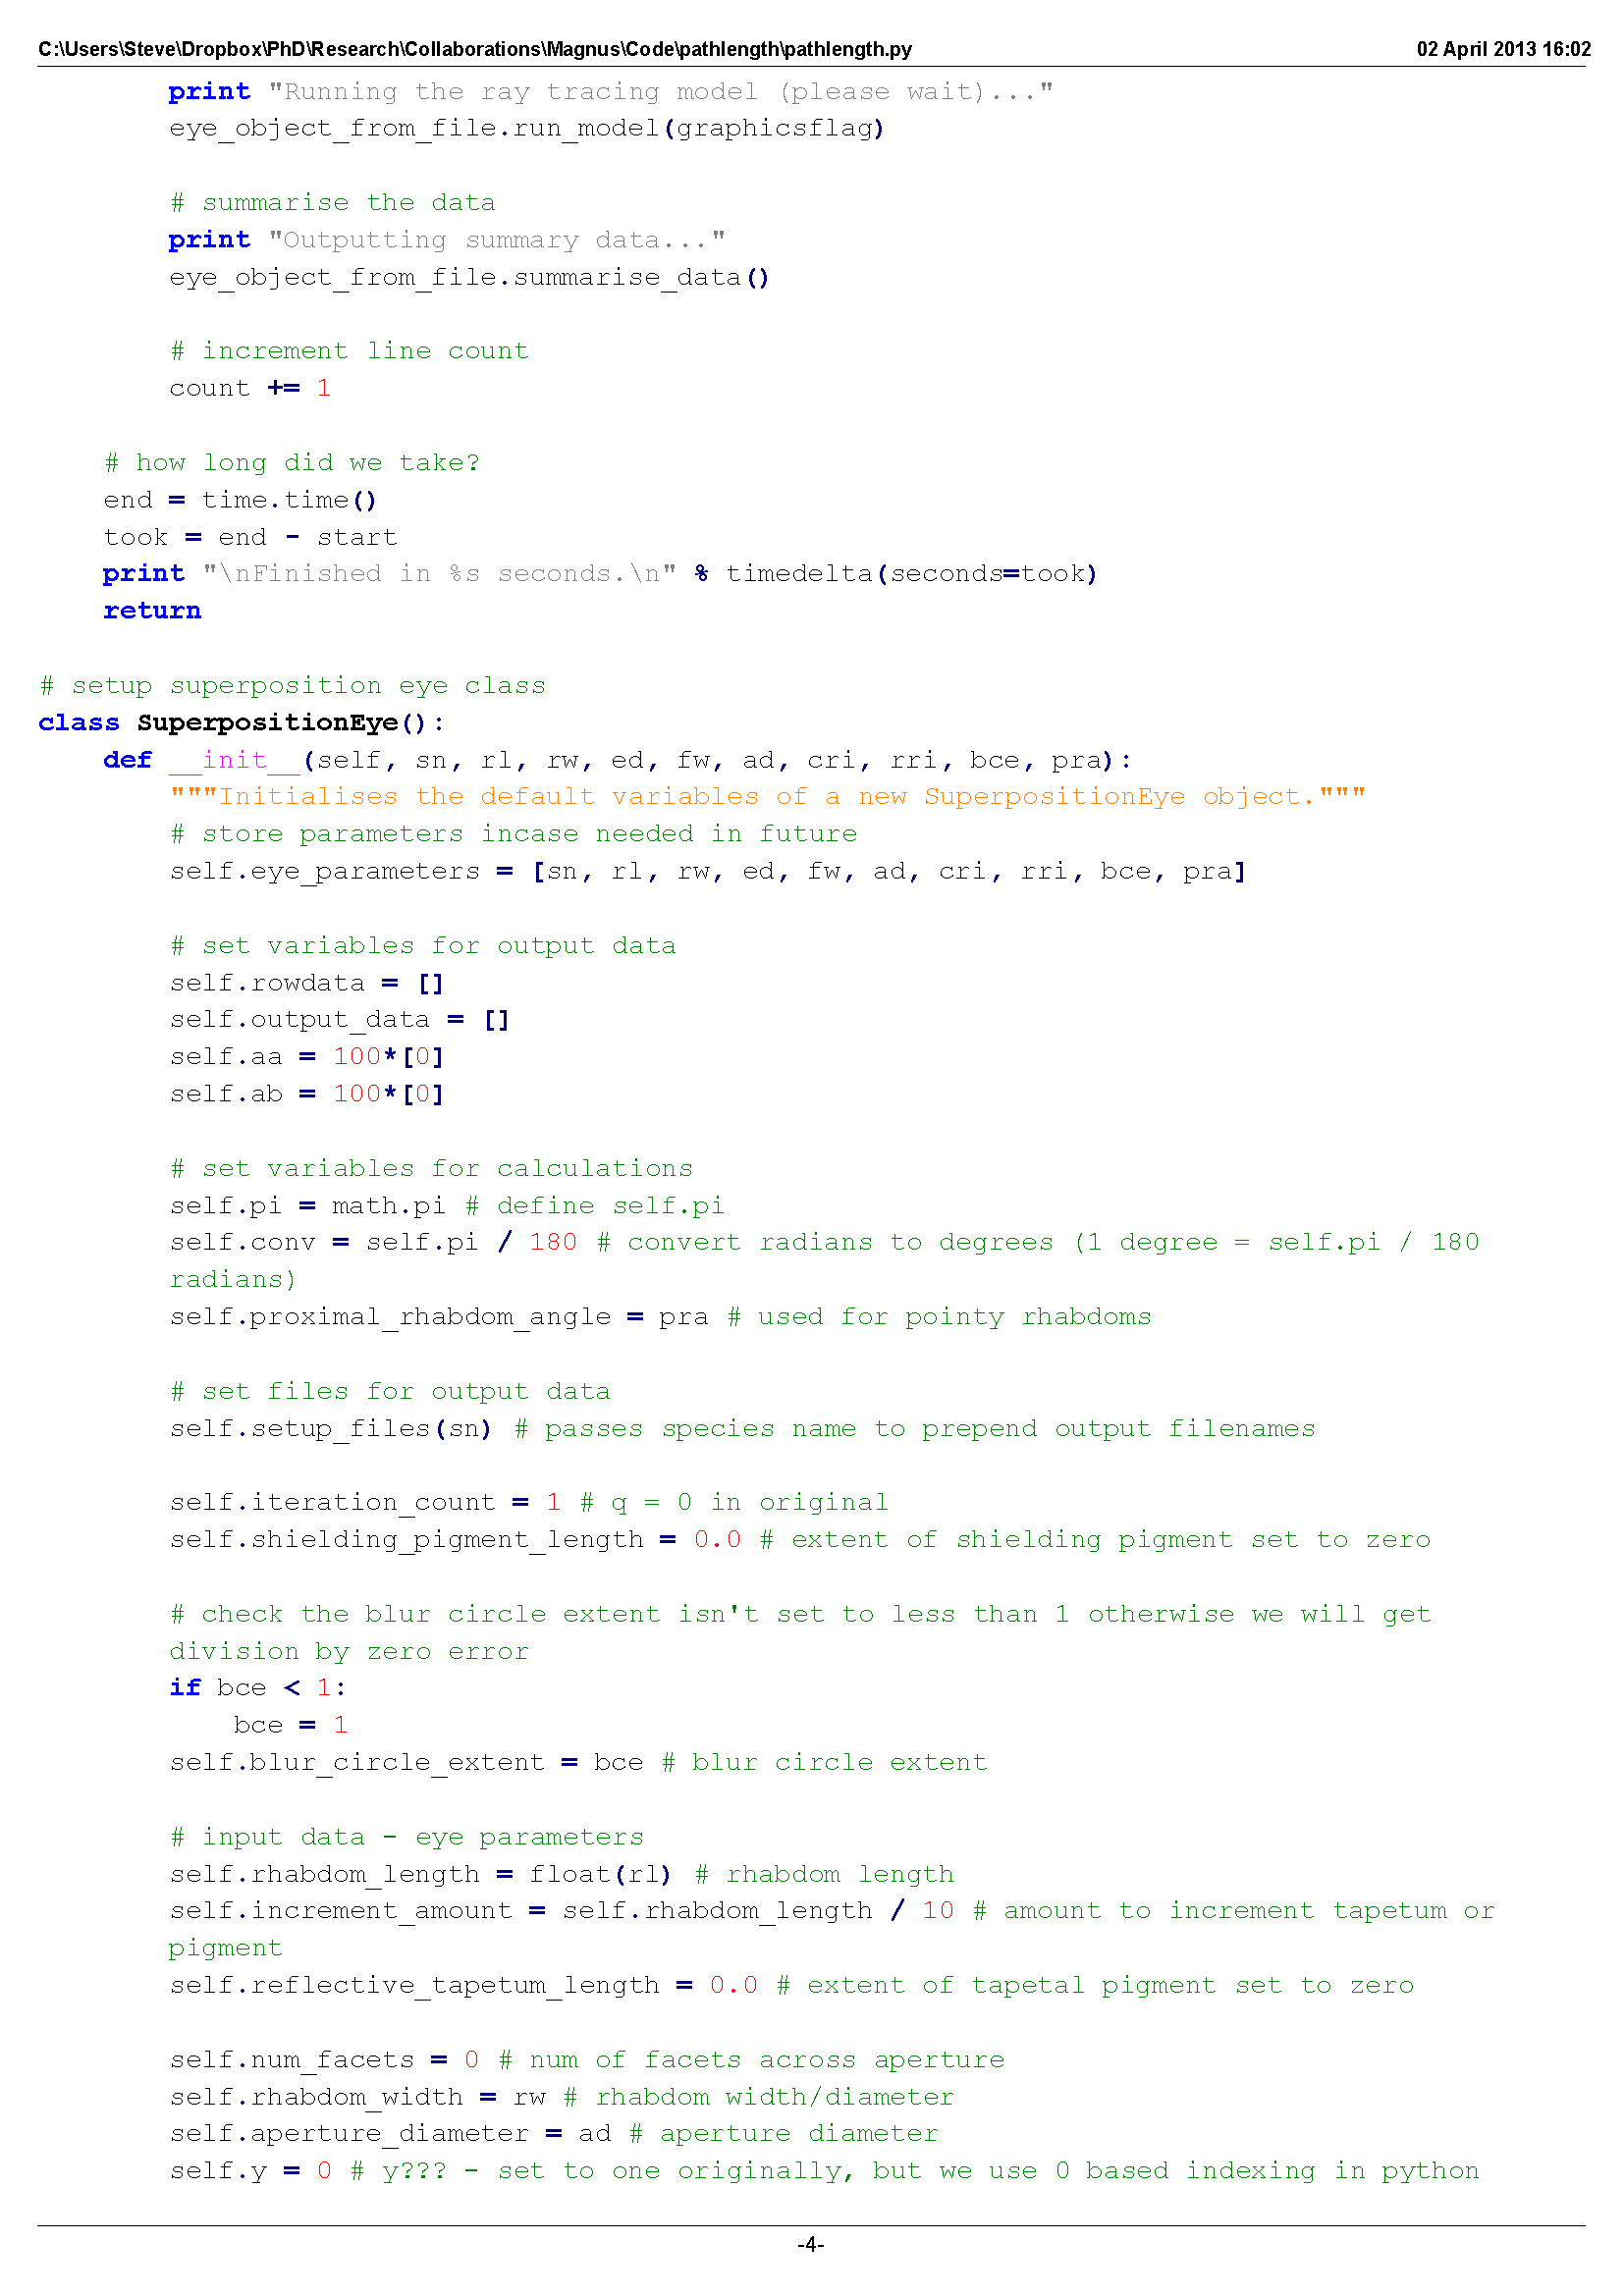 C:\Users\Steve\Dropbox\PhD\Research\Collaborations\Magnus\Code\pathlength\pathlength.py 02 April 2013 16:02
        print "Running the ray tracing model (please wait)..."
        eye_object_from_file.run_model(graphicsflag)

        # summarise the data
        print "Outputting summary data..."
        eye_object_from_file.summarise_data()

        # increment line count
        count += 1

    # how long did we take?
    end = time.time()
    took = end - start
    print "\nFinished in %s seconds.\n" % timedelta(seconds=took)
    return

# setup superposition eye class
class SuperpositionEye():
    def __init__(self, sn, rl, rw, ed, fw, ad, cri, rri, bce, pra):
        """Initialises the default variables of a new SuperpositionEye object."""
        # store parameters incase needed in future
        self.eye_parameters = [sn, rl, rw, ed, fw, ad, cri, rri, bce, pra]

        # set variables for output data
        self.rowdata = []
        self.output_data = []
        self.aa = 100*[0]
        self.ab = 100*[0]

        # set variables for calculations
        self.pi = math.pi # define self.pi
        self.conv = self.pi / 180 # convert radians to degrees (1 degree = self.pi / 180
        radians)
        self.proximal_rhabdom_angle = pra # used for pointy rhabdoms

        # set files for output data
        self.setup_files(sn) # passes species name to prepend output filenames

        self.iteration_count = 1 # q = 0 in original
        self.shielding_pigment_length = 0.0 # extent of shielding pigment set to zero

        # check the blur circle extent isn't set to less than 1 otherwise we will get
        division by zero error
        if bce < 1:
            bce = 1
        self.blur_circle_extent = bce # blur circle extent

        # input data - eye parameters
        self.rhabdom_length = float(rl) # rhabdom length
        self.increment_amount = self.rhabdom_length / 10 # amount to increment tapetum or
        pigment
        self.reflective_tapetum_length = 0.0 # extent of tapetal pigment set to zero

        self.num_facets = 0 # num of facets across aperture
        self.rhabdom_width = rw # rhabdom width/diameter
        self.aperture_diameter = ad # aperture diameter
        self.y = 0 # y??? - set to one originally, but we use 0 based indexing in python
-4-